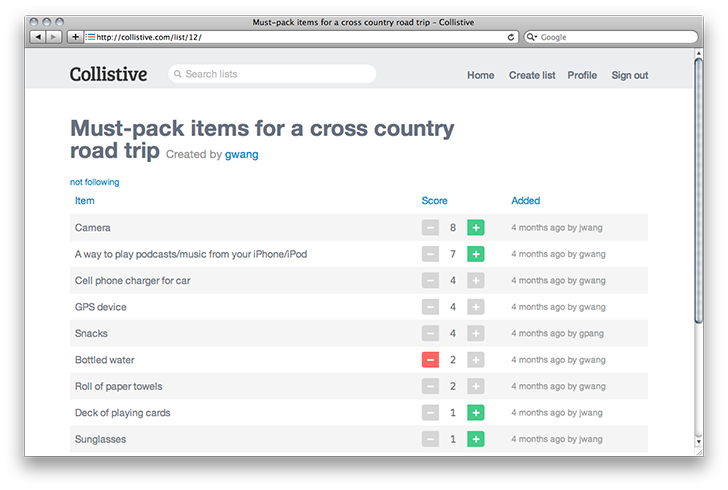 Must-pack items for a cross country road trip – Collistive
http://collistive.com/list/12/
Google
Collistive
Search lists
Home Create list Profile Sign out
Must-pack items for a cross country
road trip Created by gwang
not following
Item Score Added
Camera 8 4 months ago by jwang
A way to play podcasts/music from your iPhone/iPod 7 4 months ago by gwang
Cell phone charger for car 4 4 months ago by gwang
GPS device 4 4 months ago by gwang
Snacks 4 4 months ago by gpang
Bottled water 2 4 months ago by gwang
Roll of paper towels 2 4 months ago by gwang
Deck of playing cards 1 4 months ago by jwang
Sunglasses 1 4 months ago by jwang